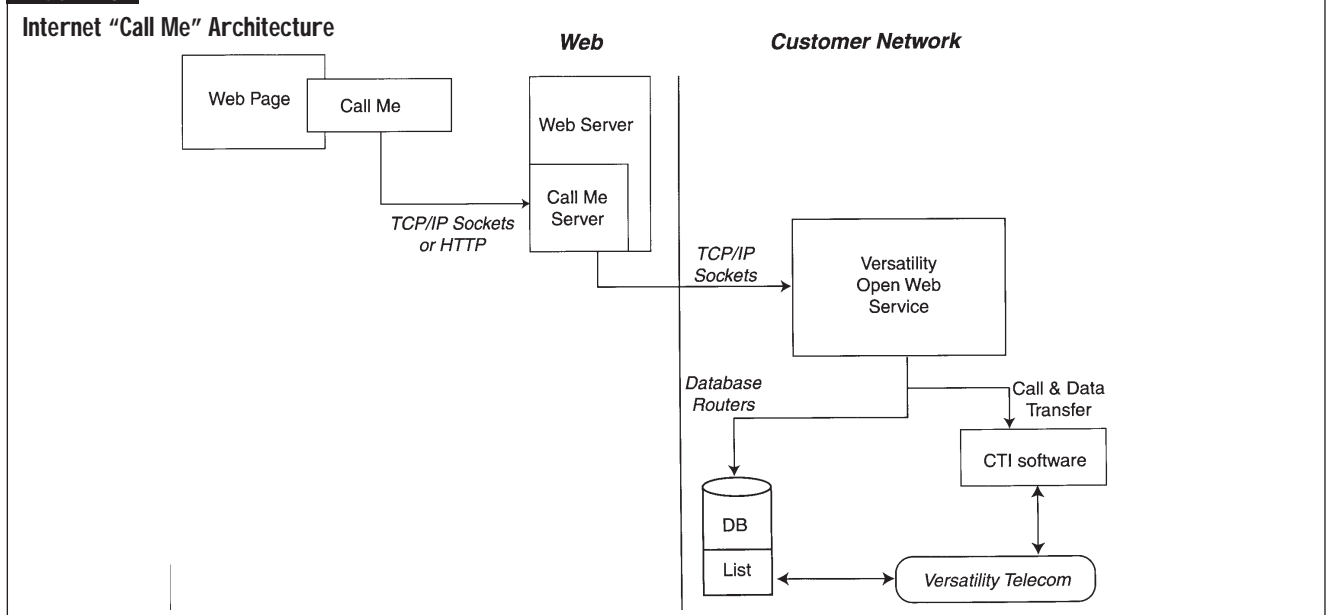 Internet “Call Me” Architecture
Web
Customer Network
Web Page
Call Me
Web Server
Call Me
Server
TCP/IP Sockets
or HTTP
TCP/IP
Sockets
Versatility
Open Web
Service
Database
Routers
Call & Data
Transfer
CTI software
DB
List
Versatility Telecom